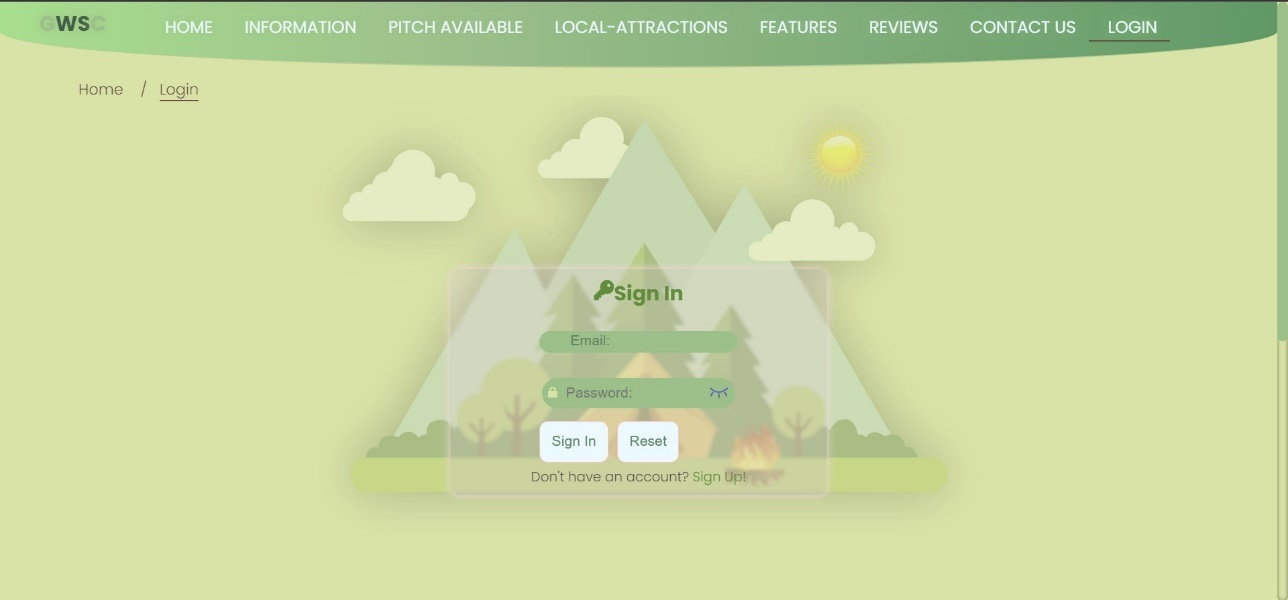 GWSC HOME INFORMATION PITCH AVAILABLE LOCAL-ATTRACTIONS FEATURES REVIEWS CONTACT US LOGIN
Home / Login
Sign In
Email:
Password:
Sign In Reset
Don't have an account? Sign Up!